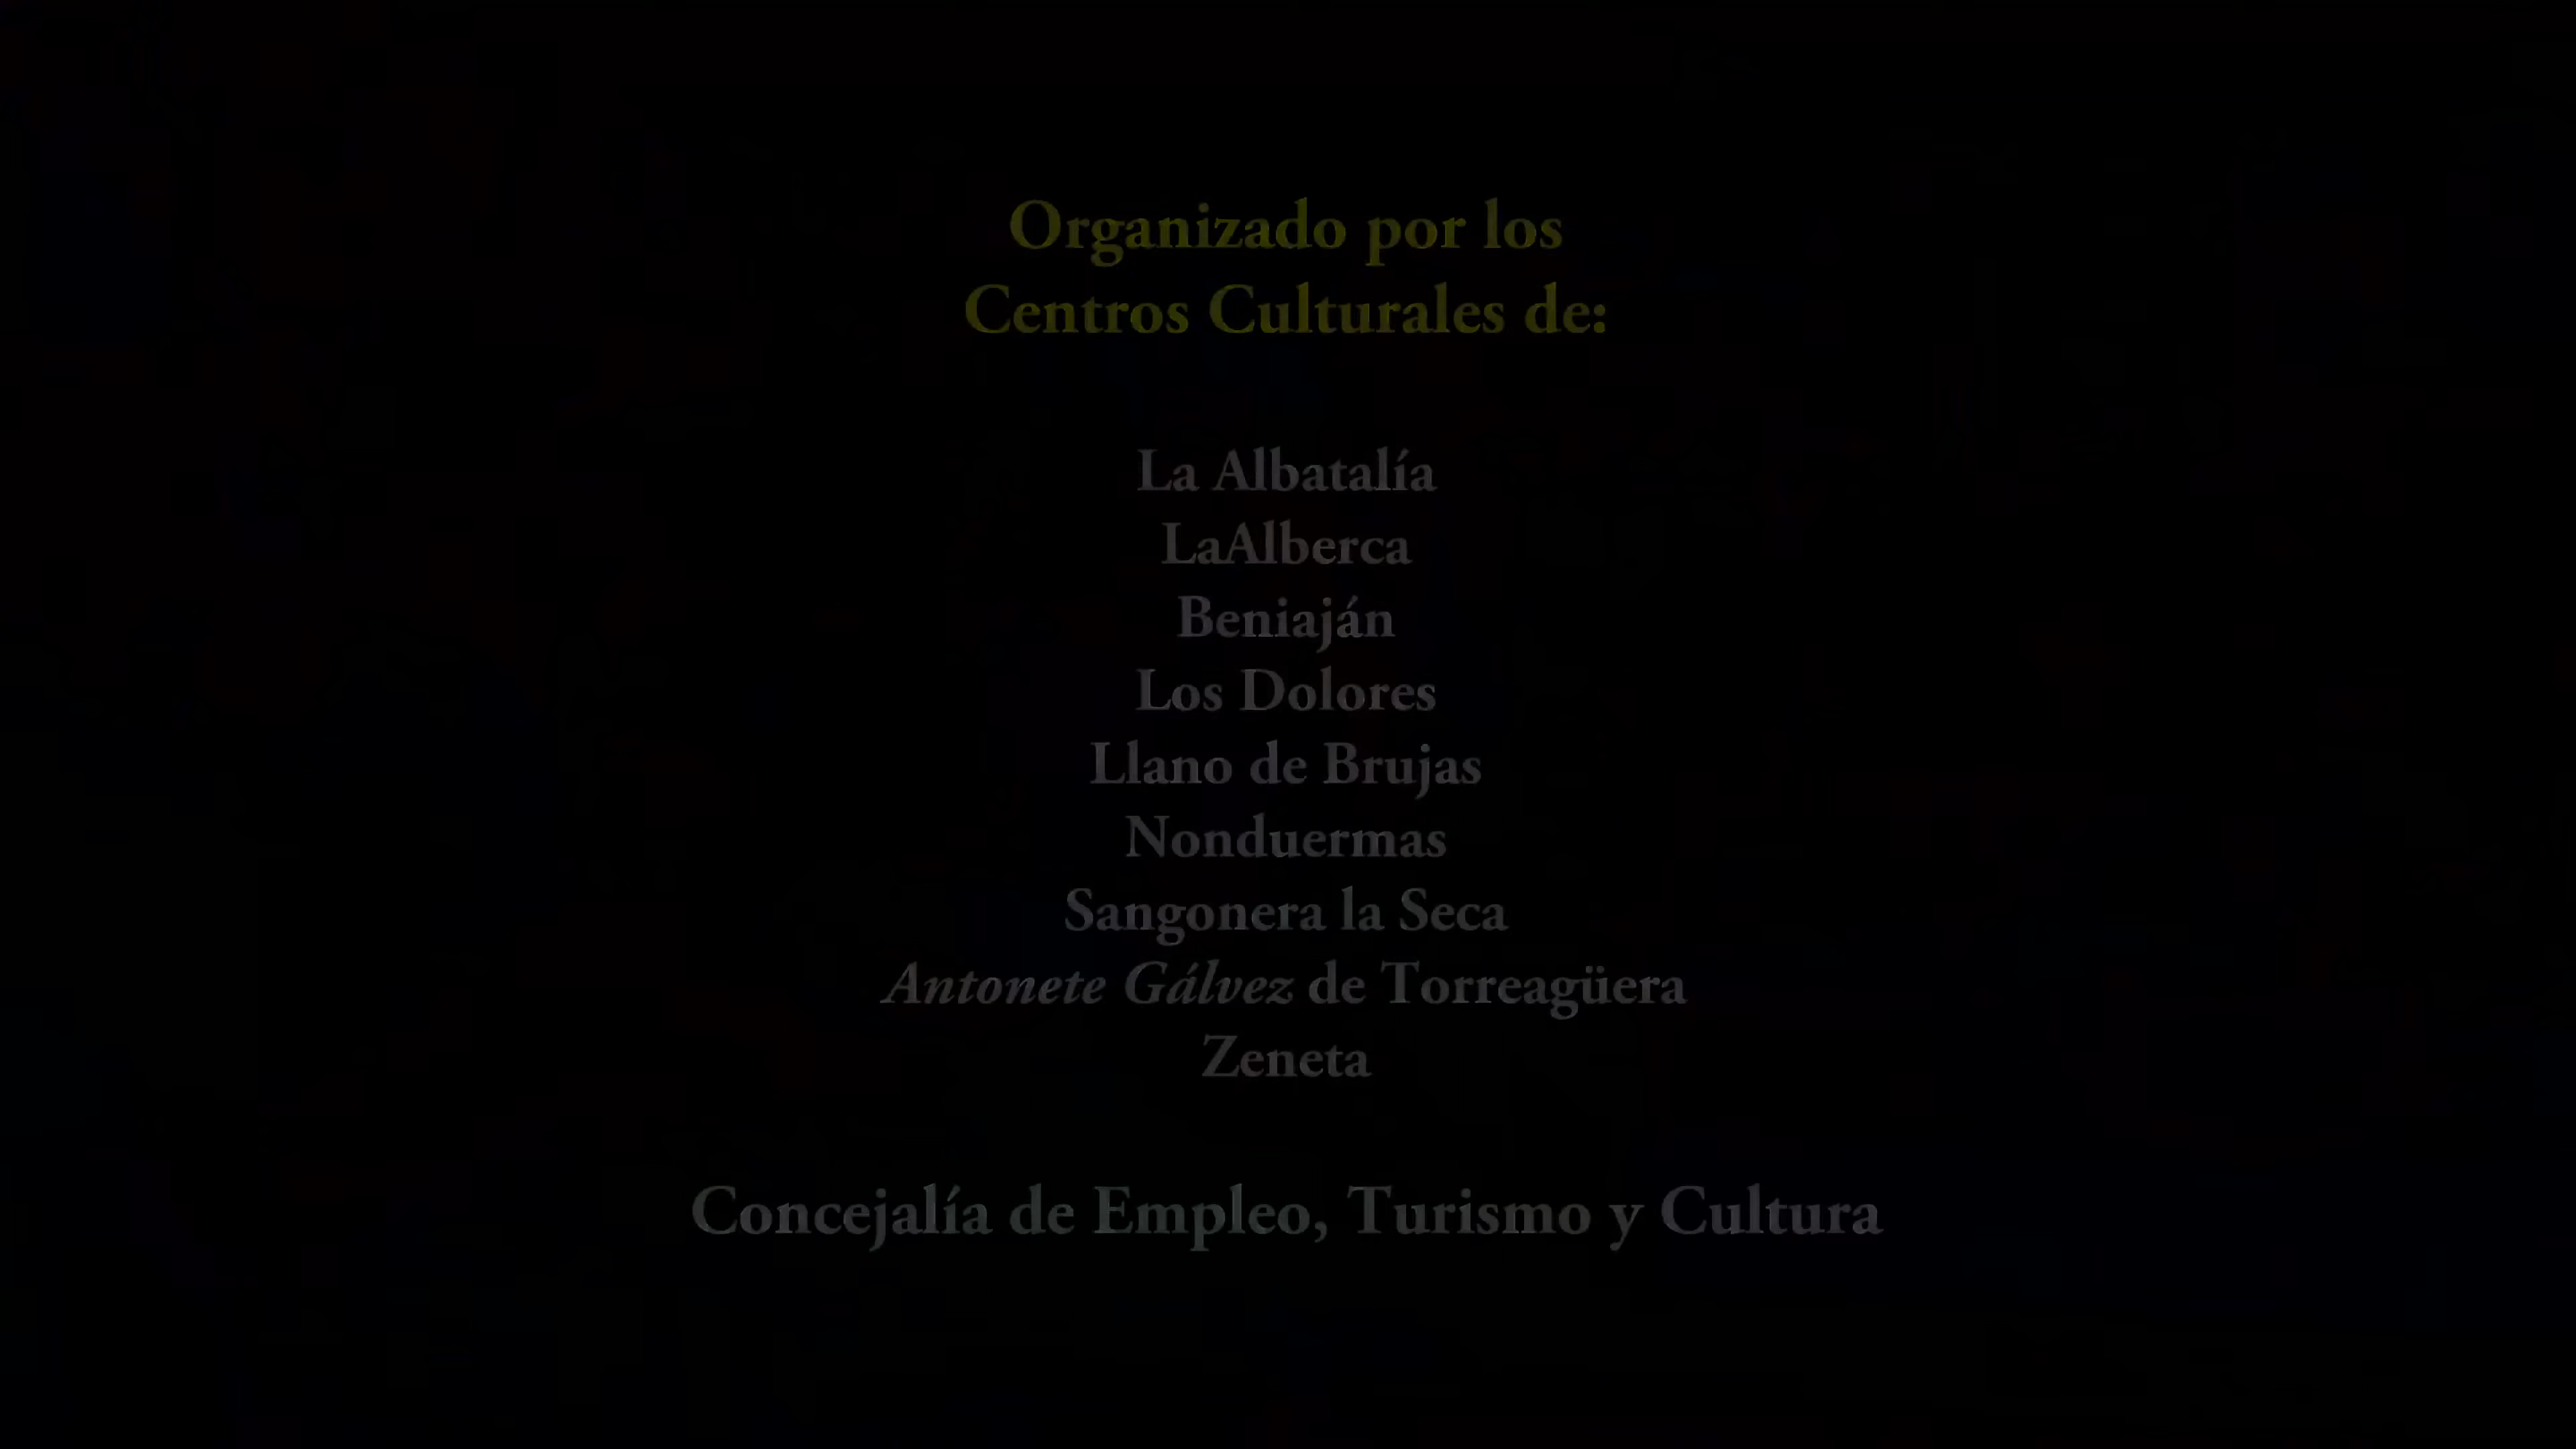 Organizado por los
Centros Culturales de:
La Albatalía
LaAlberca
Beniaján
Los Dolores
Llano de Brujas
Nonduermas
Sangonera la Seca
Antonete Gálvez de Torreagüera
Zeneta
Concejalía de Empleo, Turismo y Cultura